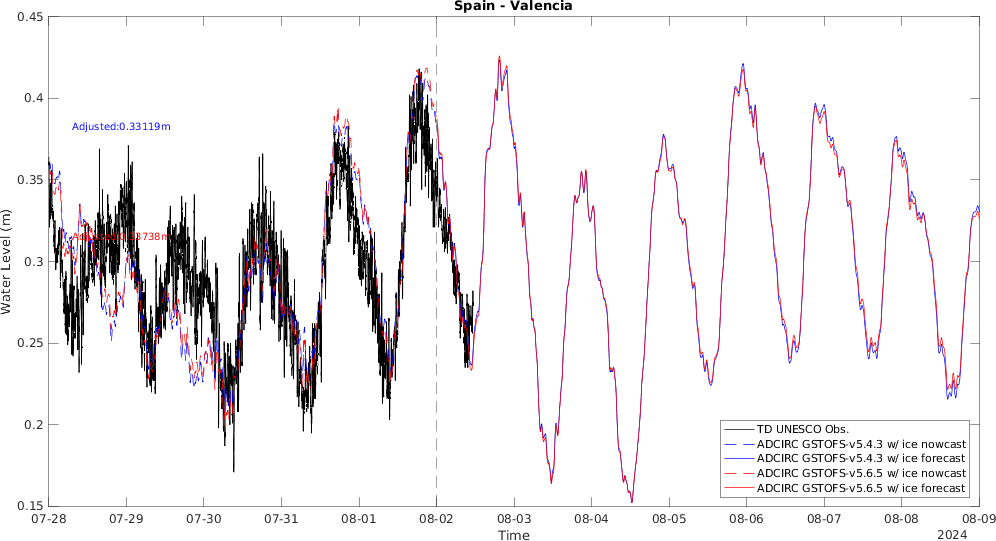 Spain - Valencia
0.45
0.4
0.35
0.3
0.25
0.2
0.15
Water Level (m)
Adjusted:0.33119m
07-28
07-29
07-30
07-31
08-01
08-02
08-03
08-04
08-05
08-06
08-07
08-08
08-09
Time
2024
TD UNESCO Obs.
ADCIRC GSTOFS-v5.4.3 w/ ice nowcast
ADCIRC GSTOFS-v5.4.3 w/ ice forecast
ADCIRC GSTOFS-v5.6.5 w/ ice nowcast
ADCIRC GSTOFS-v5.6.5 w/ ice forecast